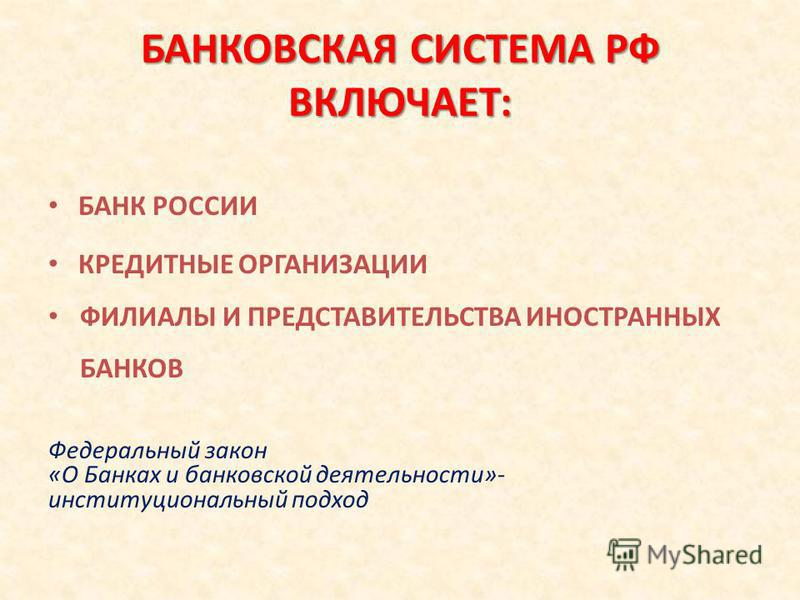 БАНКОВСКАЯ СИСТЕМА РФ
ВКЛЮЧАЕТ:
• БАНК РОССИИ
• КРЕДИТНЫЕ ОРГАНИЗАЦИИ
• ФИЛИАЛЫ И ПРЕДСТАВИТЕЛЬСТВА ИНОСТРАННЫХ
БАНКОВ
Федеральный закон
«О Банках и банковской деятельности»-
институциональный подход
MyShared